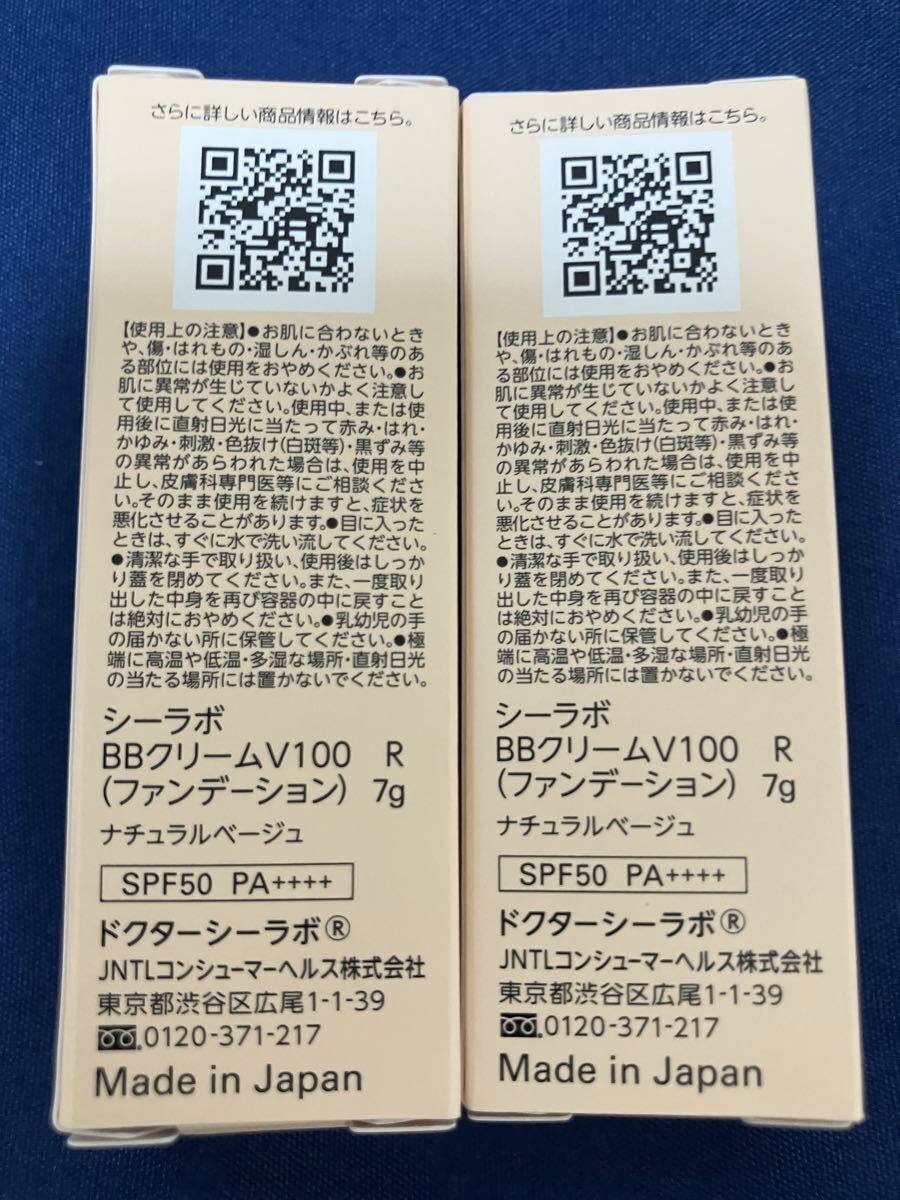 さらに詳しい商品情報はこちら。
【使用上の注意】●お肌に合わないとき
や、傷・はれもの・湿しん・かぶれ等のあ
る部位には使用をおやめください。●お
肌に異常が生じていないかよく注意し
て使用してください。使用中、または使
用後に直射日光に当たって赤み・はれ・
かゆみ・刺激・色抜け(白斑等)・黒ずみ等
の異常があらわれた場合は、使用を中
止し、皮膚科専門医等にご相談くださ
い。そのまま使用を続けますと、症状を
悪化させることがあります。●目に入った
ときは、すぐに水で洗い流してください。
●清潔な手で取り扱い、使用後はしっか
り蓋を閉めてください。また、一度取り
出した中身を再び容器の中に戻すこと
は絶対におやめください。●乳幼児の手
の届かない所に保管してください。●極
端に高温や低温・多湿な場所・直射日光
の当たる場所には置かないでください。
シーラボ
BBクリームV100 R
(ファンデーション) 7g
ナチュラルベージュ
SPF50 PA++++
ドクターシーラボ®
JNTLコンシューマーヘルス株式会社
東京都渋谷区広尾1-1-39
0120-371-217
Made in Japan
さらに詳しい商品情報はこちら。
【使用上の注意】●お肌に合わないとき
や、傷・はれもの・湿しん・かぶれ等のあ
る部位には使用をおやめください。●お
肌に異常が生じていないかよく注意し
て使用してください。使用中、または使
用後に直射日光に当たって赤み・はれ・
かゆみ・刺激・色抜け(白斑等)・黒ずみ等
の異常があらわれた場合は、使用を中
止し、皮膚科専門医等にご相談くださ
い。そのまま使用を続けますと、症状を
悪化させることがあります。●目に入った
ときは、すぐに水で洗い流してください。
●清潔な手で取り扱い、使用後はしっか
り蓋を閉めてください。また、一度取り
出した中身を再び容器の中に戻すこと
は絶対におやめください。●乳幼児の手
の届かない所に保管してください。●極
端に高温や低温・多湿な場所・直射日光
の当たる場所には置かないでください。
シーラボ
BBクリームV100 R
(ファンデーション) 7g
ナチュラルベージュ
SPF50 PA++++
ドクターシーラボ®
JNTLコンシューマーヘルス株式会社
東京都渋谷区広尾1-1-39
0120-371-217
Made in Japan